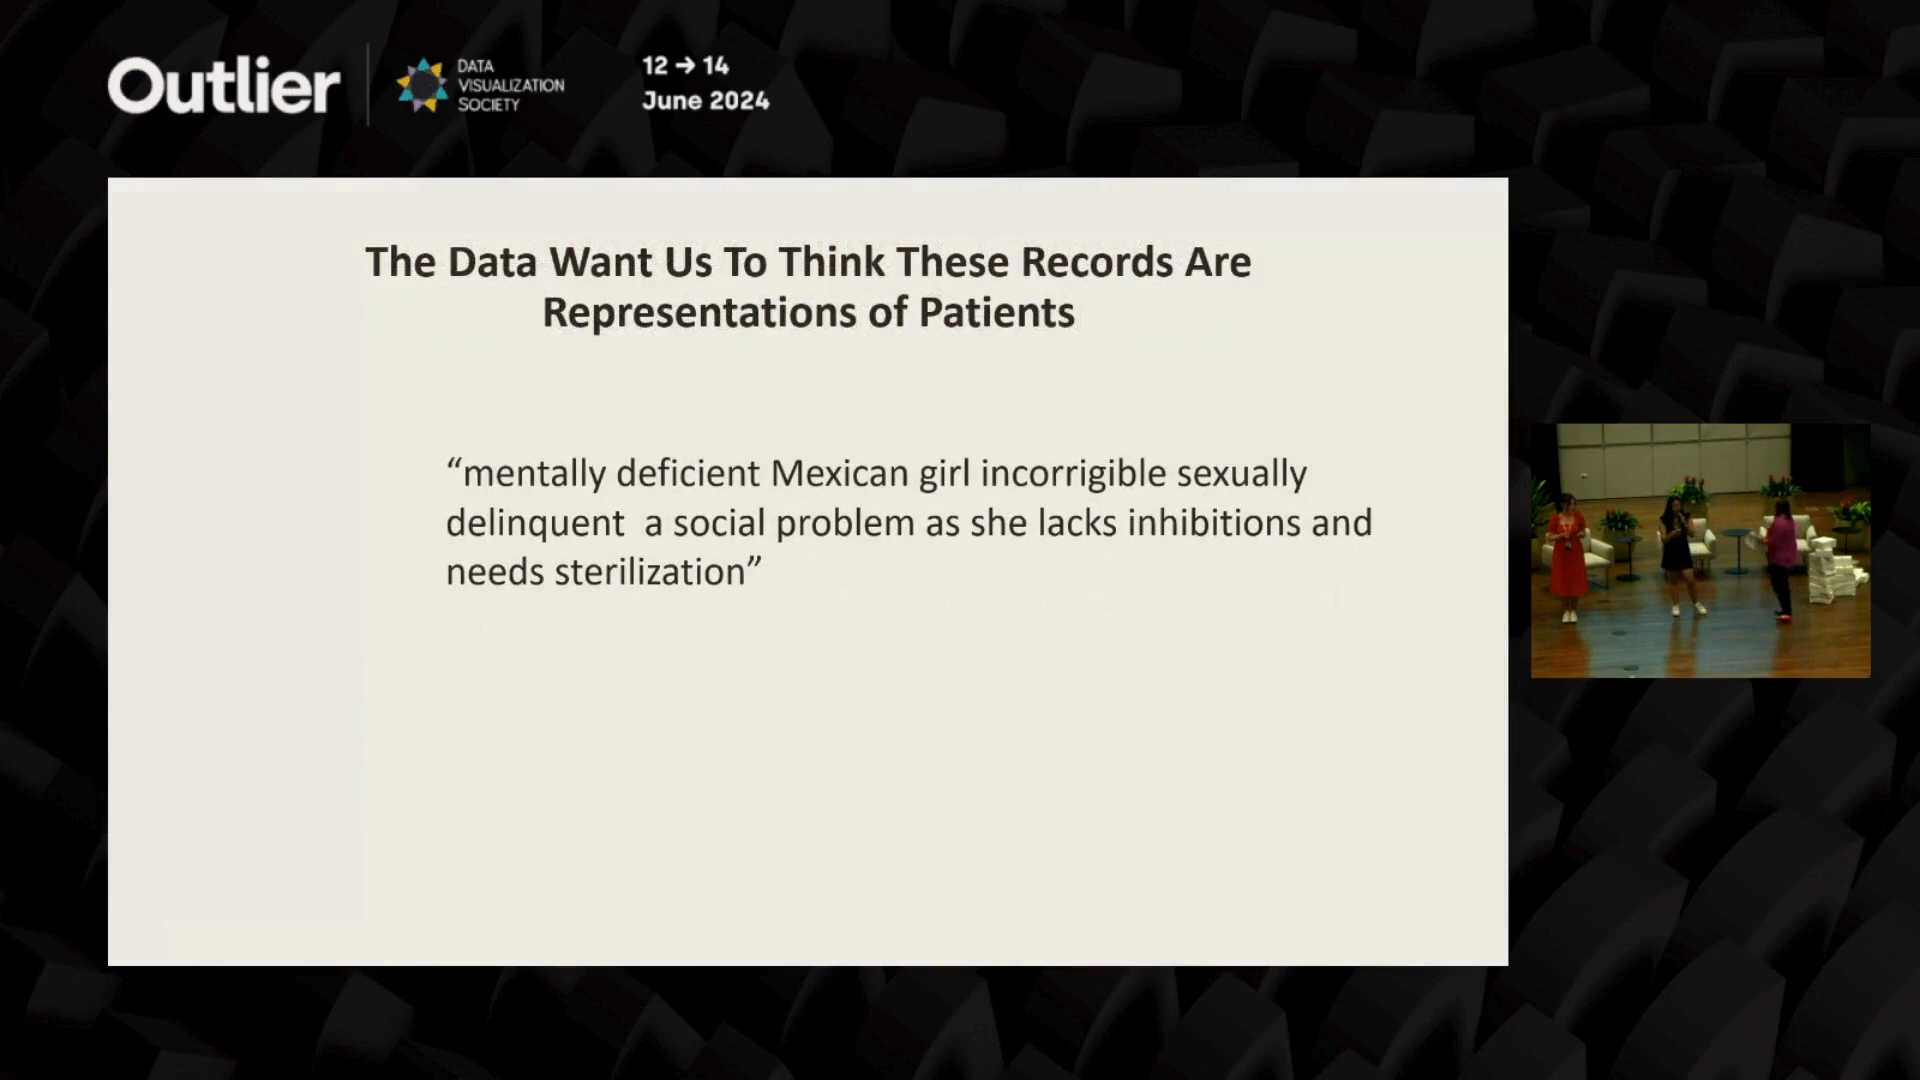 Outlier
DATA
VISUALIZATION
SOCIETY
12 → 14
June 2024
The Data Want Us To Think These Records Are
Representations of Patients
“mentally deficient Mexican girl incorrigible sexually
delinquent  a social problem as she lacks inhibitions and
needs sterilization”